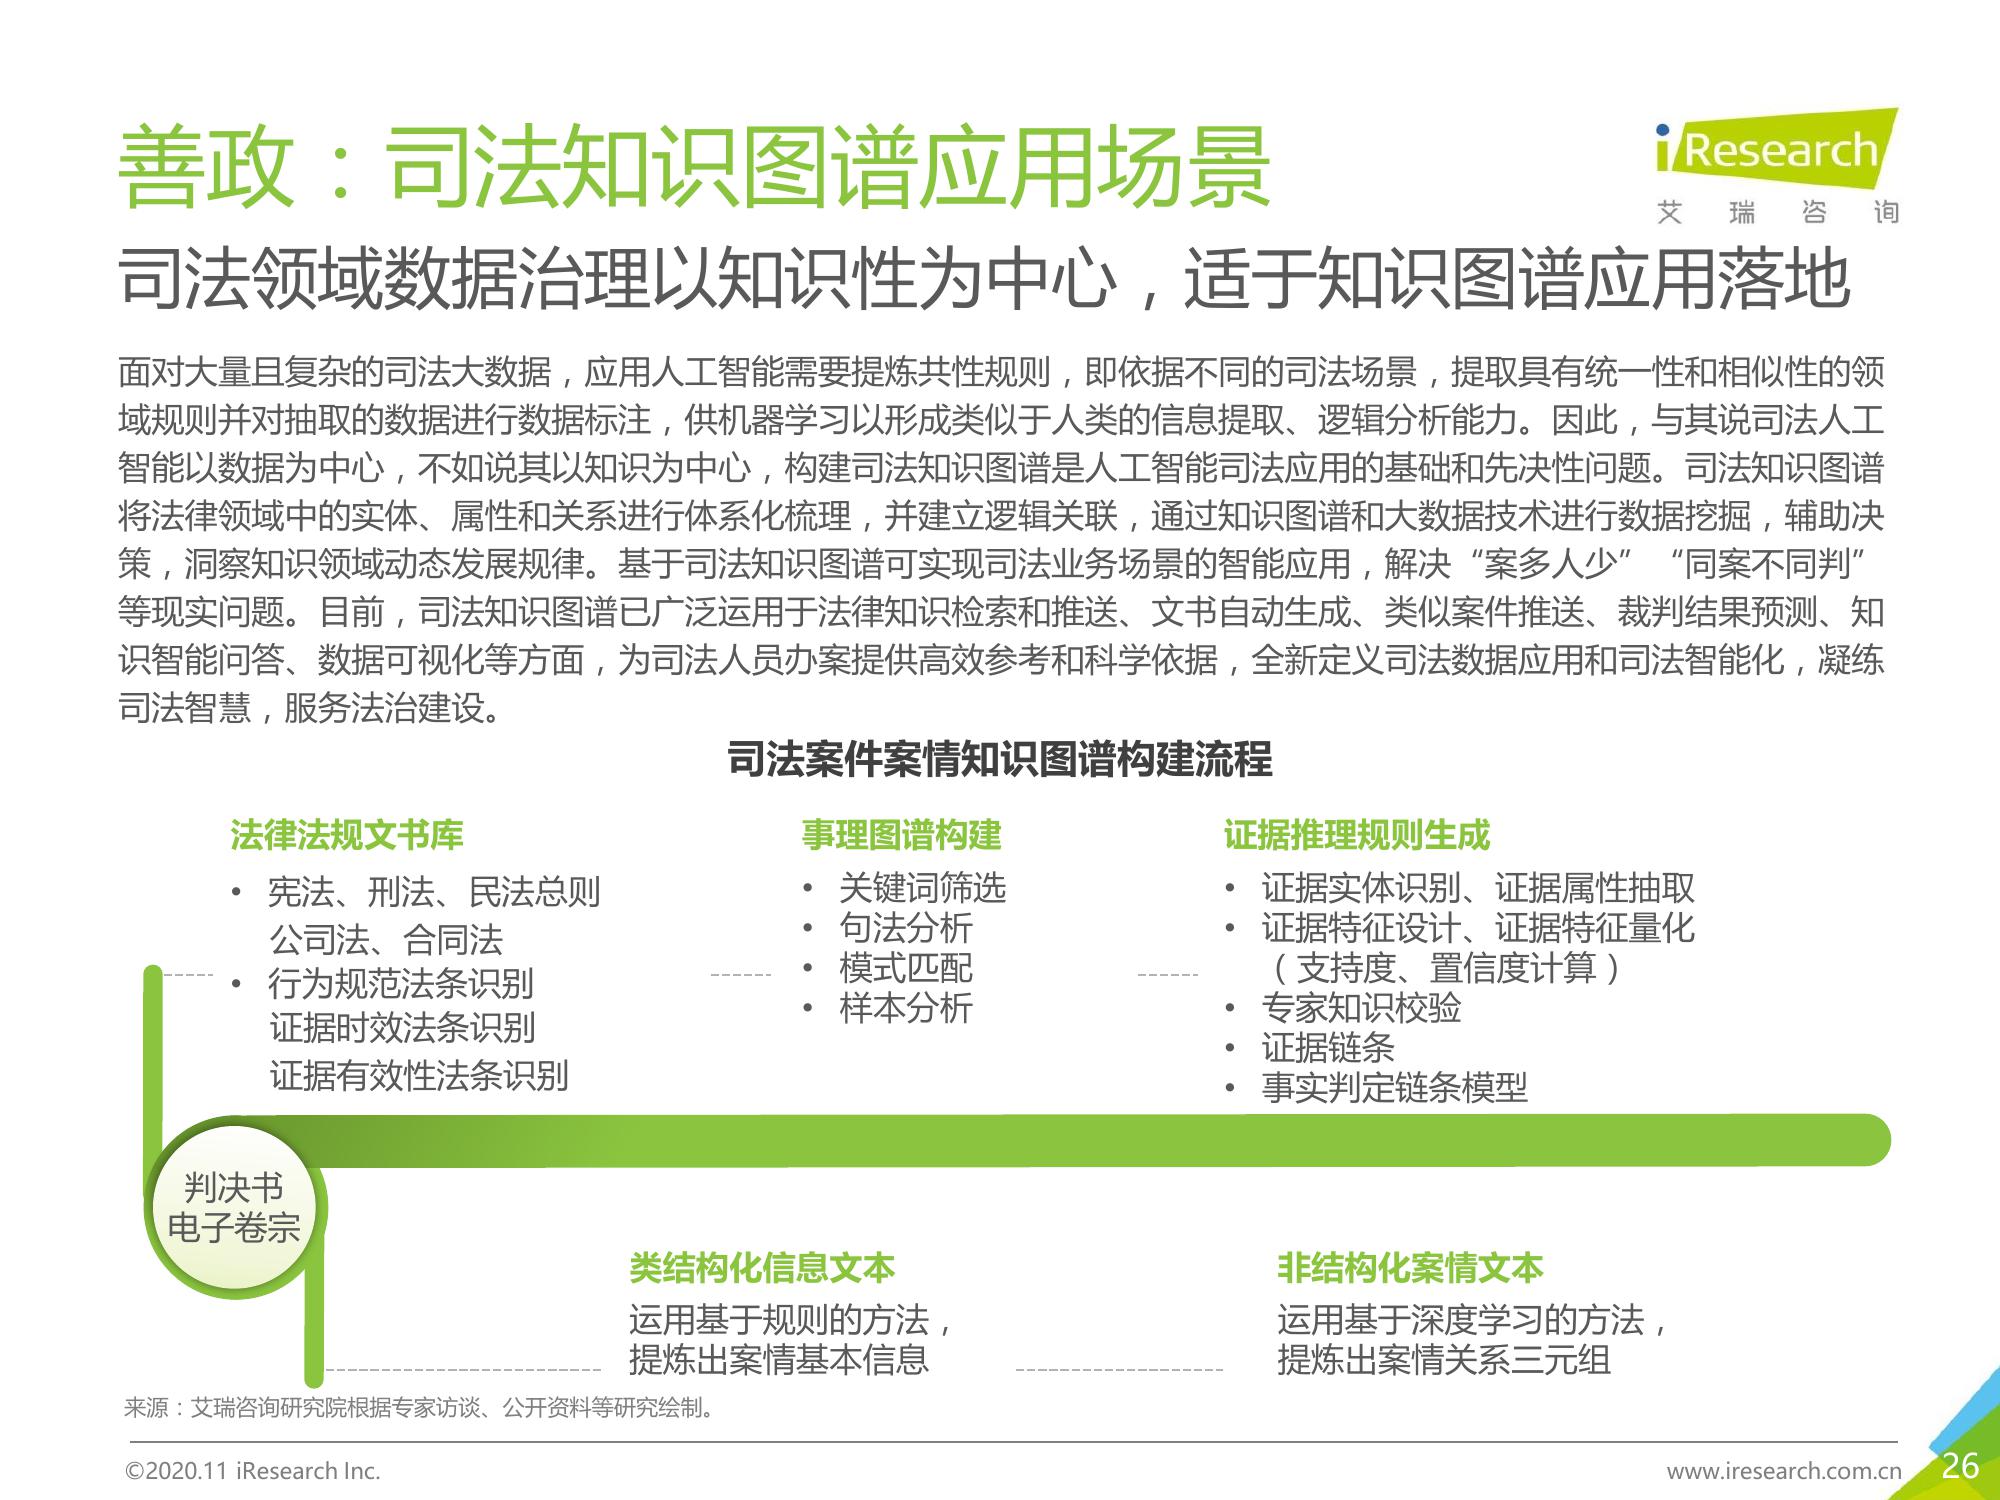 善政：司法知识图谱应用场景
iResearch
艾瑞咨询
司法领域数据治理以知识性为中心，适于知识图谱应用落地
面对大量且复杂的司法大数据，应用人工智能需要提炼共性规则，即依据不同的司法场景，提取具有统一性和相似性的领
域规则并对抽取的数据进行数据标注，供机器学习以形成类似于人类的信息提取、逻辑分析能力。因此，与其说司法人工
智能以数据为中心，不如说其以知识为中心，构建司法知识图谱是人工智能司法应用的基础和先决性问题。司法知识图谱
将法律领域中的实体、属性和关系进行体系化梳理，并建立逻辑关联，通过知识图谱和大数据技术进行数据挖掘，辅助决
策，洞察知识领域动态发展规律。基于司法知识图谱可实现司法业务场景的智能应用，解决“案多人少”“同案不同判”
等现实问题。目前，司法知识图谱已广泛运用于法律知识检索和推送、文书自动生成、类似案件推送、裁判结果预测、知
识智能问答、数据可视化等方面，为司法人员办案提供高效参考和科学依据，全新定义司法数据应用和司法智能化，凝练
司法智慧，服务法治建设。
司法案件案情知识图谱构建流程
法律法规文书库
• 宪法、刑法、民法总则
公司法、合同法
• 行为规范法条识别
证据时效法条识别
证据有效性法条识别
事理图谱构建
• 关键词筛选
• 句法分析
• 模式匹配
• 样本分析
证据推理规则生成
• 证据实体识别、证据属性抽取
• 证据特征设计、证据特征量化
（支持度、置信度计算）
• 专家知识校验
• 证据链条
• 事实判定链条模型
判决书
电子卷宗
类结构化信息文本
运用基于规则的方法，
提炼出案情基本信息
非结构化案情文本
运用基于深度学习的方法，
提炼出案情关系三元组
来源：艾瑞咨询研究院根据专家访谈、公开资料等研究绘制。
©2020.11 iResearch Inc.
www.iresearch.com.cn
26